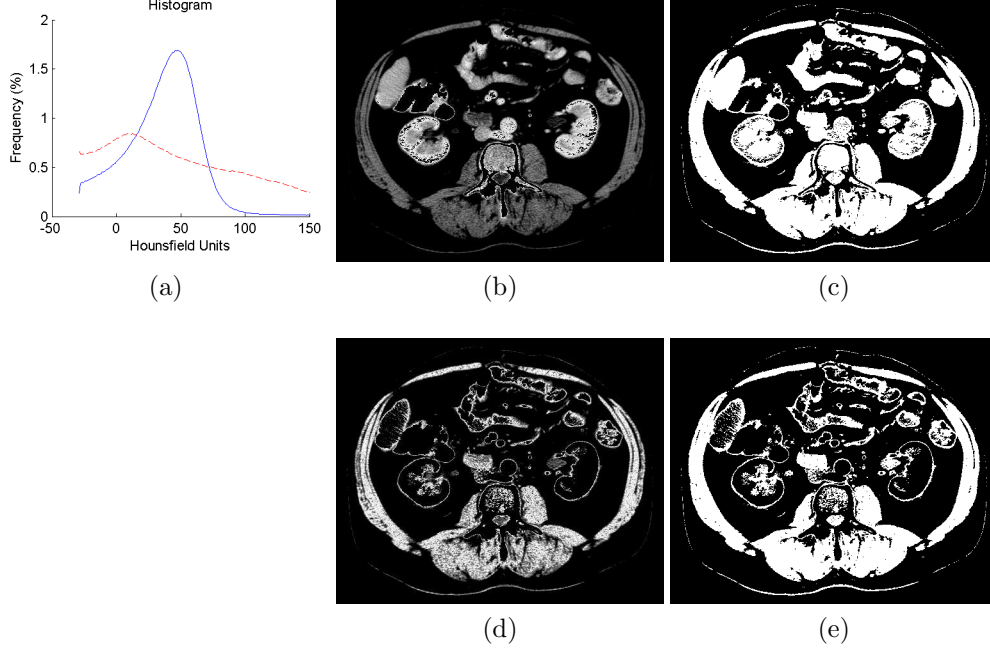 Histogram
2
1.5
1
0.5
0
-50
0
50
100
150
Frequency (%)
Hounsfield Units
(a)
(b)
(c)
(d)
(e)